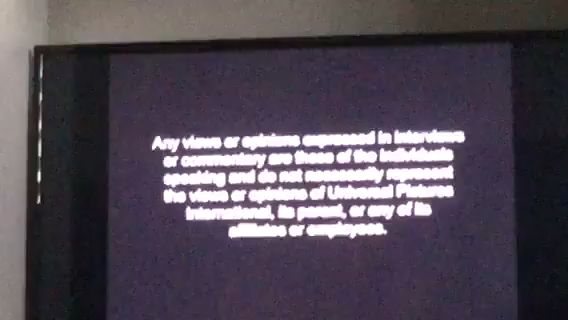 Any views or opinions expressed in interviews
or commentary are those of the individuals
speaking and do not necessarily represent
the views or opinions of Universal Pictures
International, its parent, or any of its
affiliates or employees.